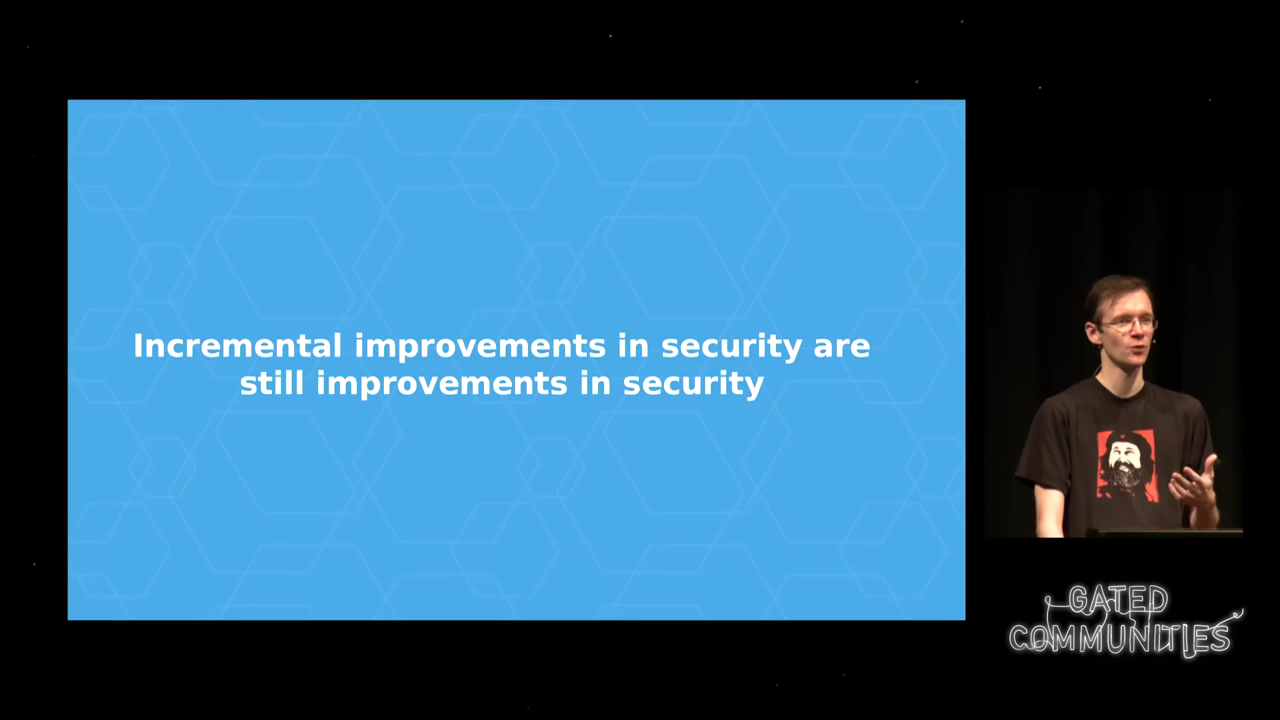 Incremental improvements in security are
still improvements in security
GATED
COMMUNITIES